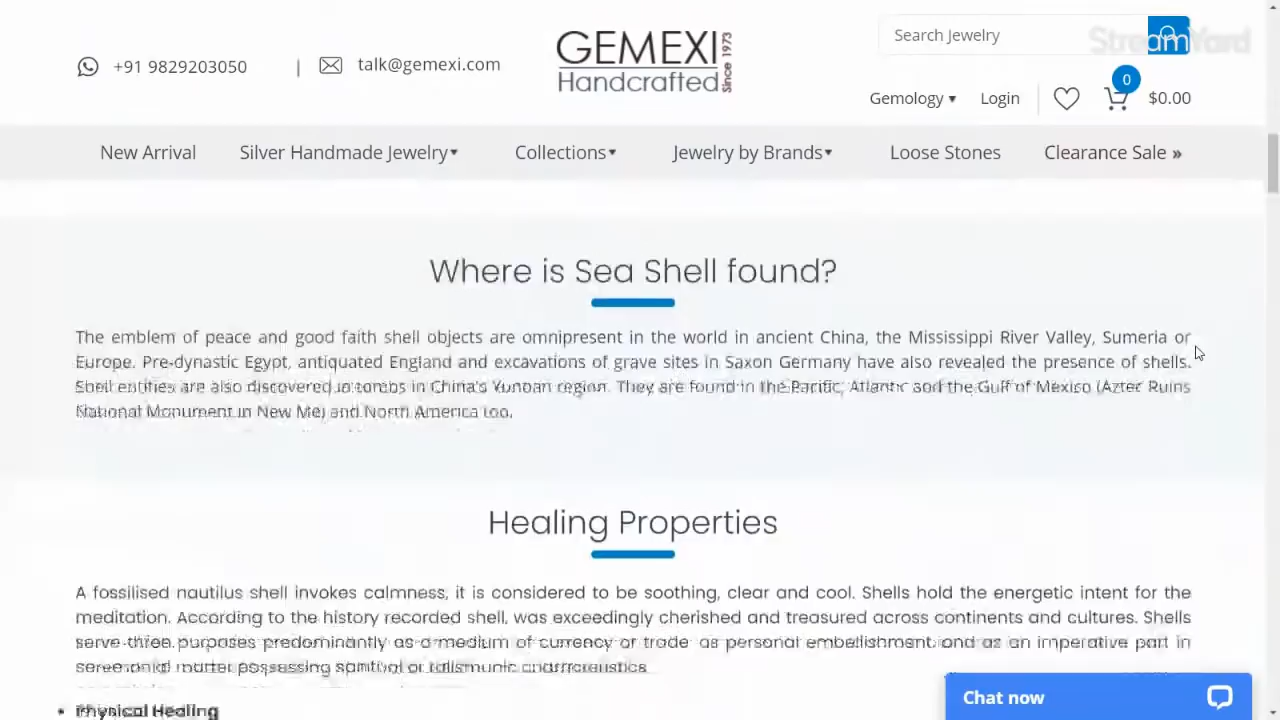 Search Jewelry
StreamYard
+91 9829203050 | talk@gemexi.com
GEMEXI
Handcrafted
Since 1973
Gemology ▾ Login 0 $0.00
New Arrival Silver Handmade Jewelry▾ Collections▾ Jewelry by Brands▾ Loose Stones Clearance Sale »
Where is Sea Shell found?
The emblem of peace and good faith shell objects are omnipresent in the world in ancient China, the Mississippi River Valley, Sumeria or
Europe. Pre-dynastic Egypt, antiquated England and excavations of grave sites in Saxon Germany have also revealed the presence of shells.
Shell entities are also discovered in tombs in China's Yunnan region. They are found in the Pacific, Atlantic and the Gulf of Mexico (Aztec Ruins
National Monument in New Me) and North America too.
Healing Properties
A fossilised nautilus shell invokes calmness, it is considered to be soothing, clear and cool. Shells hold the energetic intent for the
meditation. According to the history recorded shell, was exceedingly cherished and treasured across continents and cultures. Shells
serve purposes predominantly as a medium of currency or trade as personal embellishment and as an imperative part in
matter possessing spiritual or
• Physical Healing
Chat now